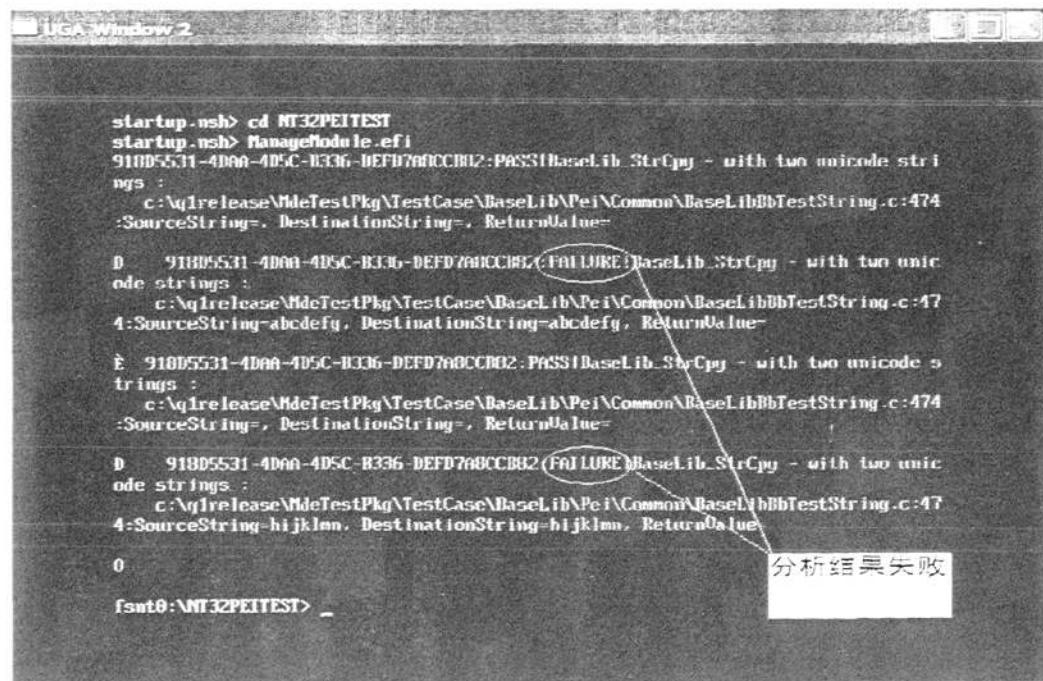 UGA Window 2
startup.nsh> cd NT32PEITEST
startup.nsh> ManageModule.efi
918D5531-4DAA-4D5C-B336-DEFD7A8CCB82:PASS!BaseLib_StrCpy - with two unicode stri
ngs :
c:\q1release\MdeTestPkg\TestCase\BaseLib\Pei\Common\BaseLibBbTestString.c:474
:SourceString=, DestinationString=, ReturnValue=
D 918D5531-4DAA-4D5C-B336-DEFD7A8CCB82:FAILURE!BaseLib_StrCpy - with two unic
ode strings :
c:\q1release\MdeTestPkg\TestCase\BaseLib\Pei\Common\BaseLibBbTestString.c:47
4:SourceString=abcdefg, DestinationString=abcdefg, ReturnValue=
È 918D5531-4DAA-4D5C-B336-DEFD7A8CCB82:PASS!BaseLib_StrCpy - with two unicode s
trings :
c:\q1release\MdeTestPkg\TestCase\BaseLib\Pei\Common\BaseLibBbTestString.c:474
:SourceString=, DestinationString=, ReturnValue=
D 918D5531-4DAA-4D5C-B336-DEFD7A8CCB82:FAILURE!BaseLib_StrCpy - with two unic
ode strings :
c:\q1release\MdeTestPkg\TestCase\BaseLib\Pei\Common\BaseLibBbTestString.c:47
4:SourceString=hijklmn, DestinationString=hijklmn, ReturnValue
0
分析结果失败
fsnt0:\NT32PEITEST> _